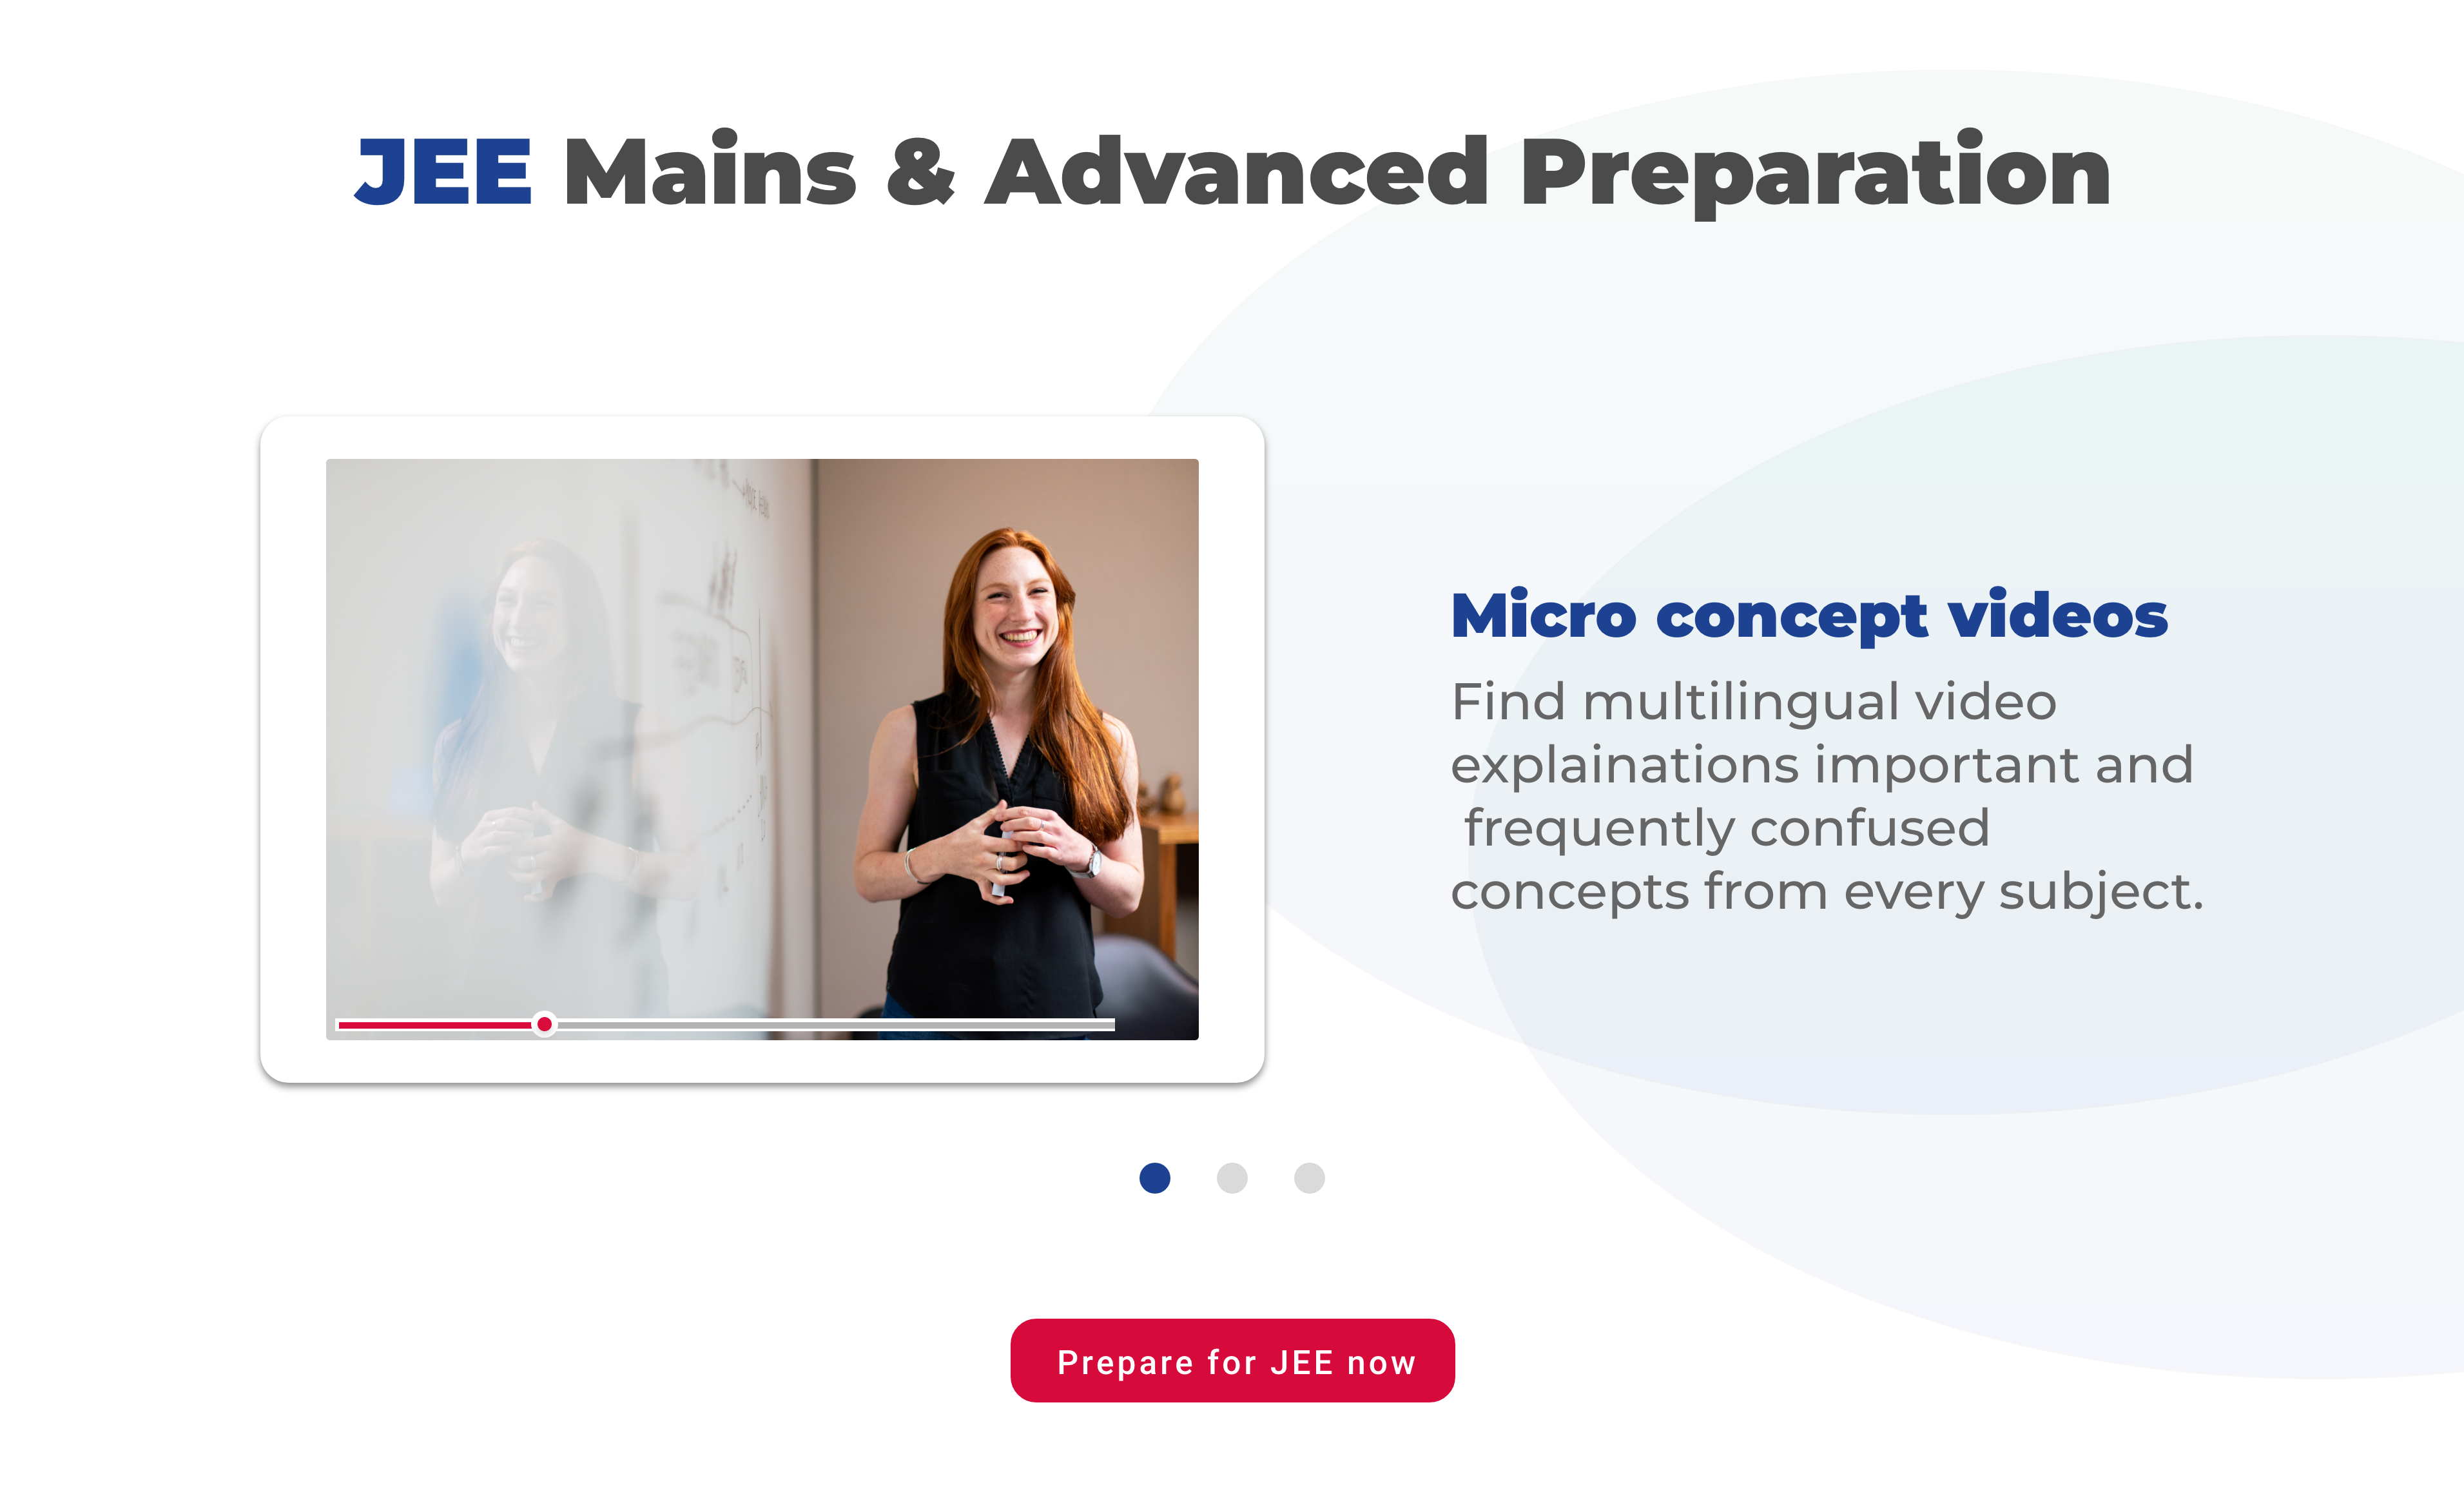 JEE Mains & Advanced Preparation
Micro concept videos
Find multilingual video
explainations important and
frequently confused
concepts from every subject.
Prepare for JEE now